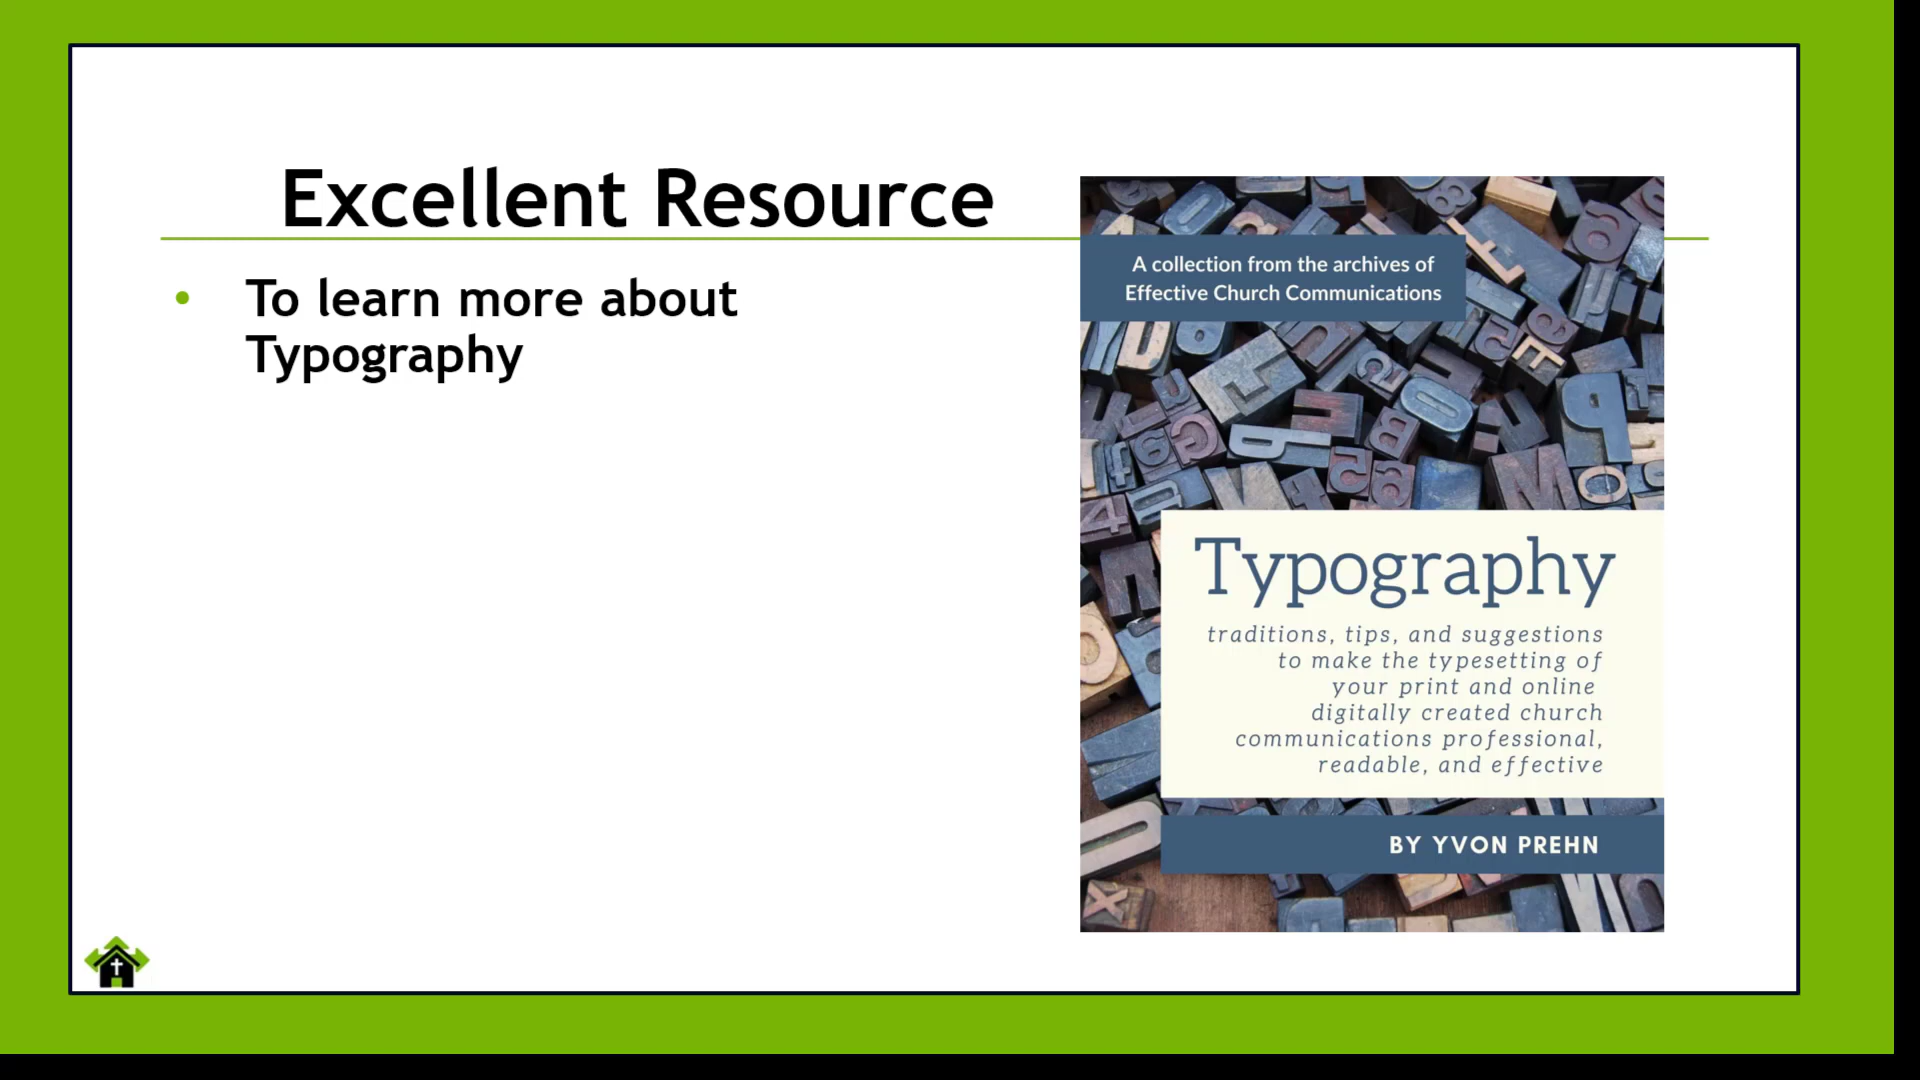 Excellent Resource
• To learn more about
Typography
A collection from the archives of
Effective Church Communications
Typography
traditions, tips, and suggestions
to make the typesetting of
your print and online
digitally created church
communications professional,
readable, and effective
BY YVON PREHN